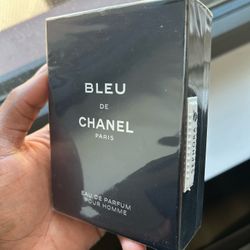 BLEU
DE
CHANEL
PARIS
EAU DE PARFUM
POUR HOMME